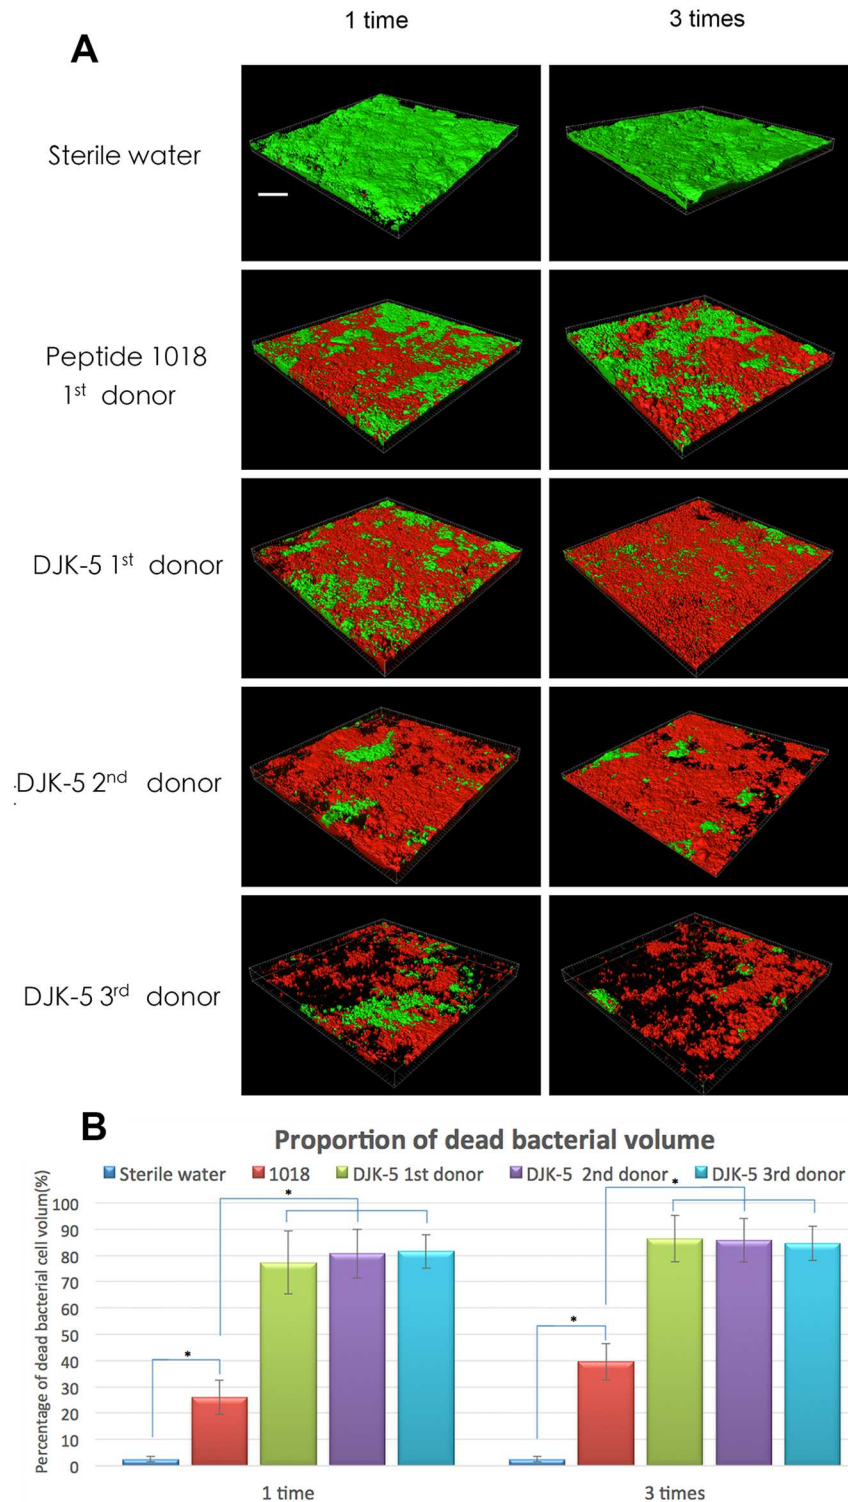 1 time 3 times
A
Sterile water
Peptide 1018
1st donor
DJK-5 1st donor
DJK-5 2nd donor
DJK-5 3rd donor
B
Proportion of dead bacterial volume
Sterile water 1018 DJK-5 1st donor DJK-5 2nd donor DJK-5 3rd donor
Percentage of dead bacterial cell volum(%)
100
90
80
70
60
50
40
30
20
10
0
* * * *
1 time 3 times